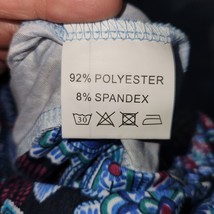 92% POLYESTER
8% SPANDEX
30